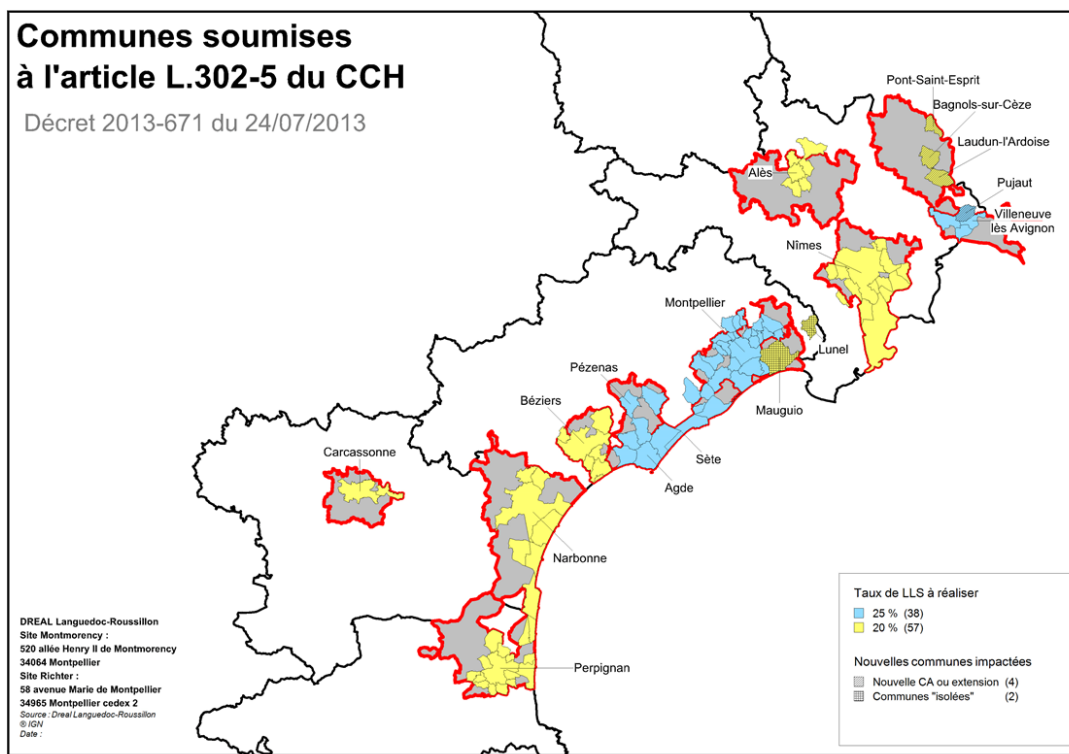 Communes soumises
à l'article L.302-5 du CCH
Décret 2013-671 du 24/07/2013
Pont-Saint-Esprit
Bagnols-sur-Cèze
Laudun-l'Ardoise
Pujaut
Villeneuve
lès Avignon
Alès
Nîmes
Montpellier
Lunel
Mauguio
Pézenas
Béziers
Sète
Agde
Carcassonne
Narbonne
Perpignan
Taux de LLS à réaliser
25 % (38)
20 % (57)
Nouvelles communes impactées
Nouvelle CA ou extension (4)
Communes "isolées" (2)
DREAL Languedoc-Roussillon
Site Montmorency :
520 allée Henry II de Montmorency
34064 Montpellier
Site Richter :
58 avenue Marie de Montpellier
34965 Montpellier cedex 2
Source : Dreal Languedoc-Roussillon
® IGN
Date :